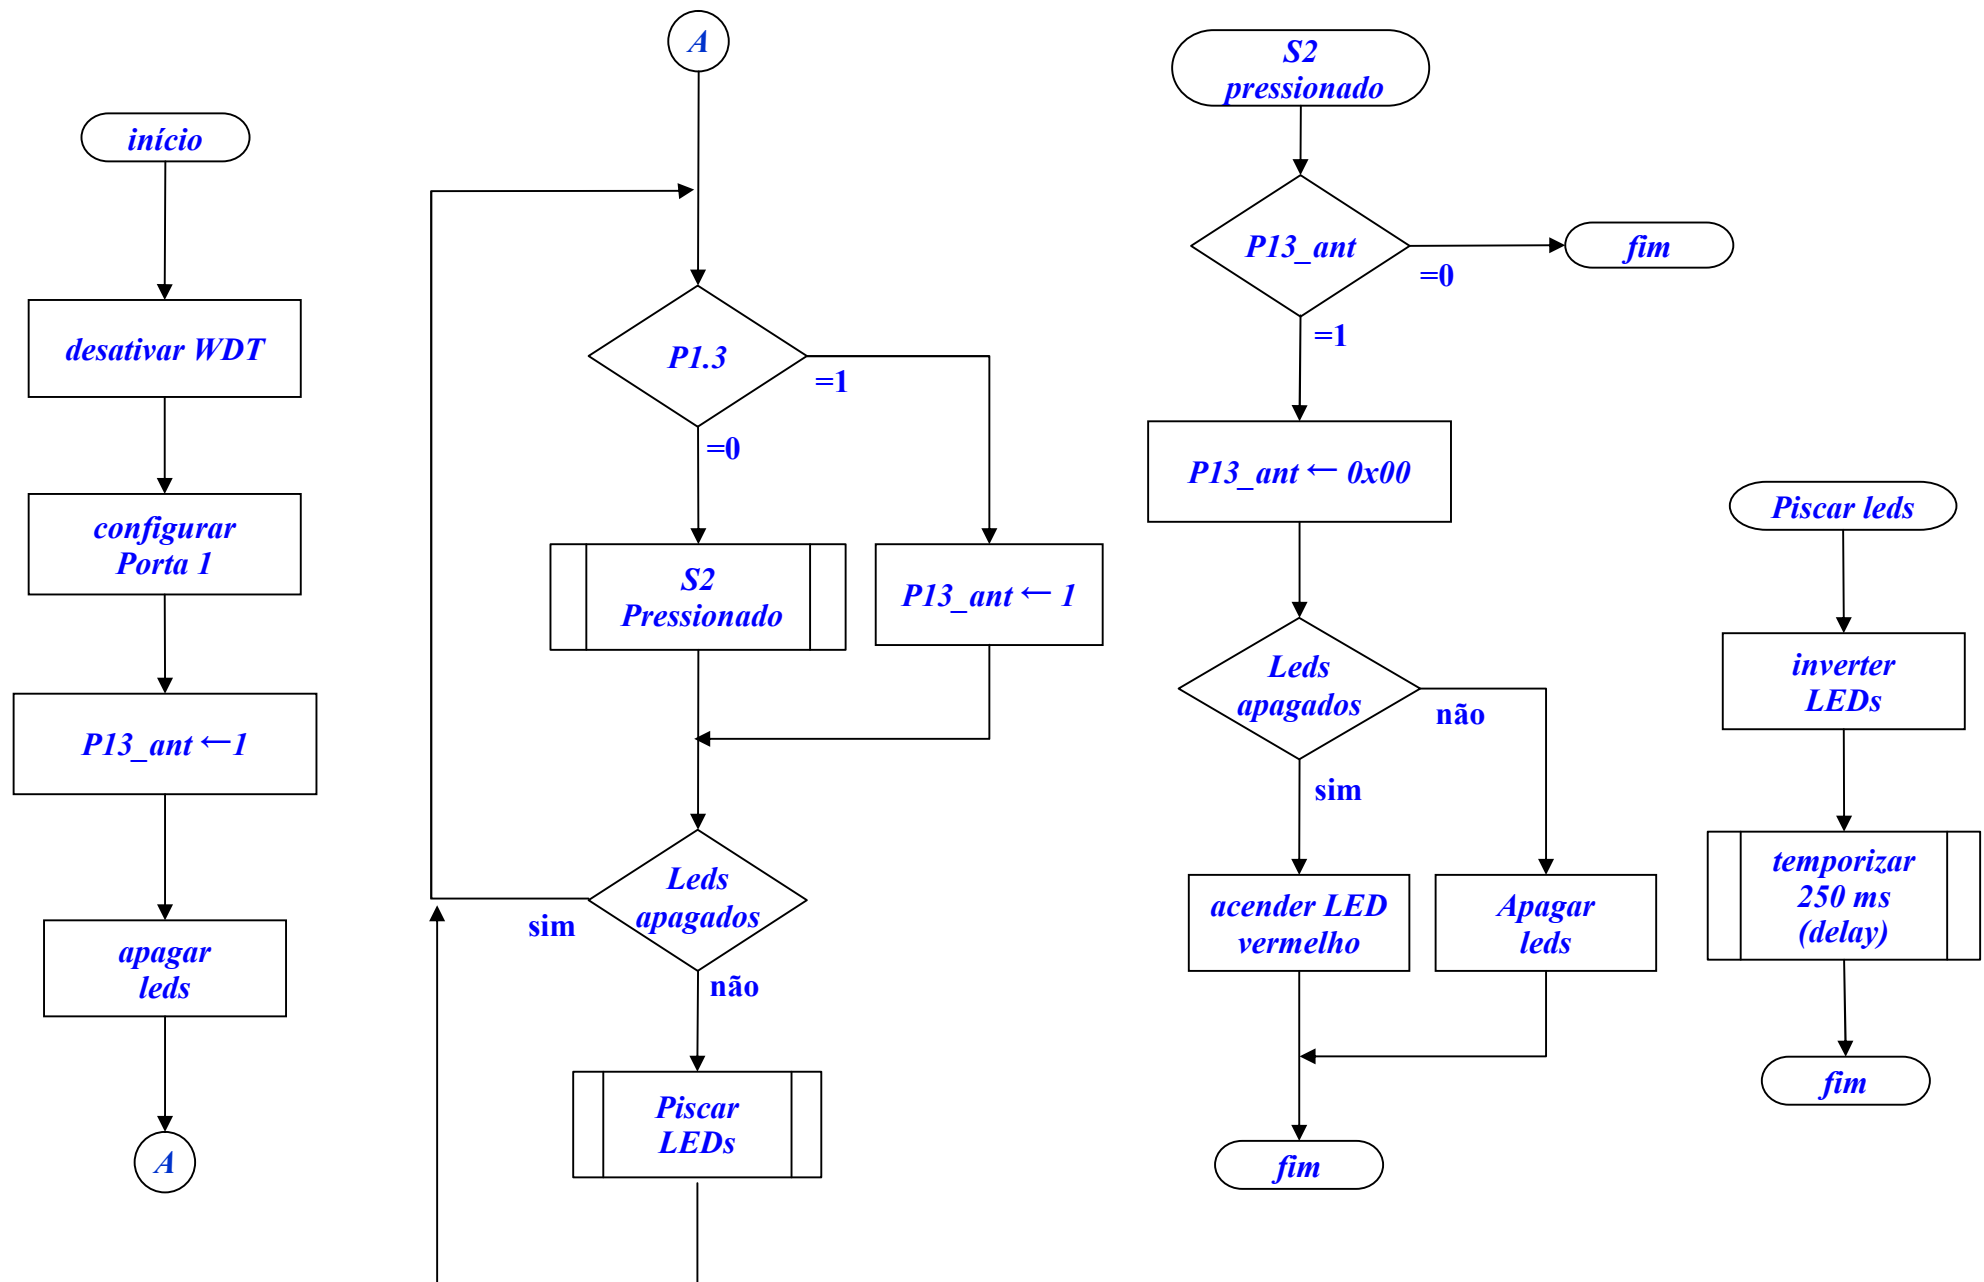 início
desativar WDT
configurar
Porta 1
P13_ant ←1
apagar
leds
A
A
P1.3
=1
=0
S2
Pressionado
P13_ant ← 1
Leds
apagados
sim
não
Piscar
LEDs
S2
pressionado
P13_ant
=0
fim
=1
P13_ant ← 0x00
Leds
apagados
não
sim
acender LED
vermelho
Apagar
leds
fim
Piscar leds
inverter
LEDs
temporizar
250 ms
(delay)
fim